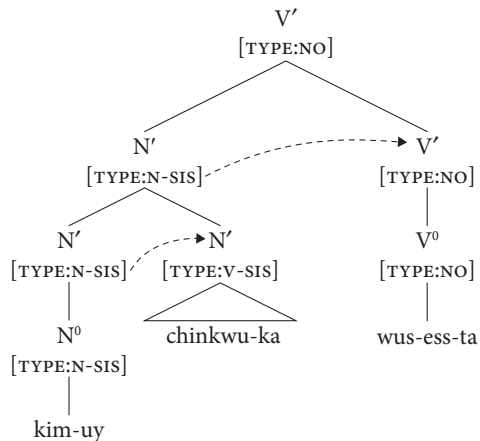 V′
[TYPE:NO]
N′ V′
[TYPE:N-SIS] [TYPE:NO]
N′ N′ V⁰
[TYPE:N-SIS] [TYPE:V-SIS] [TYPE:NO]
N⁰ chinkwu-ka wus-ess-ta
[TYPE:N-SIS]
kim-uy